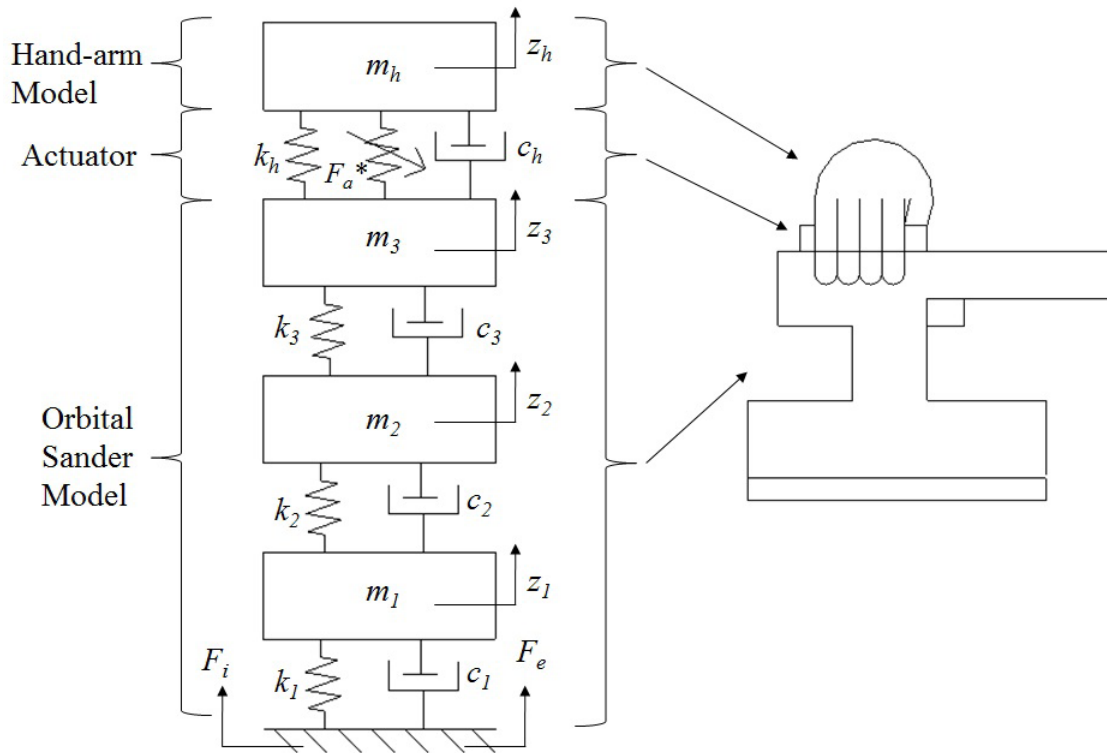 Hand-arm
Model
Actuator
Orbital
Sander
Model
m_h
z_h
k_h
F_a*
c_h
m_3
z_3
k_3
c_3
m_2
z_2
k_2
c_2
m_1
z_1
F_i
k_1
c_1
F_e